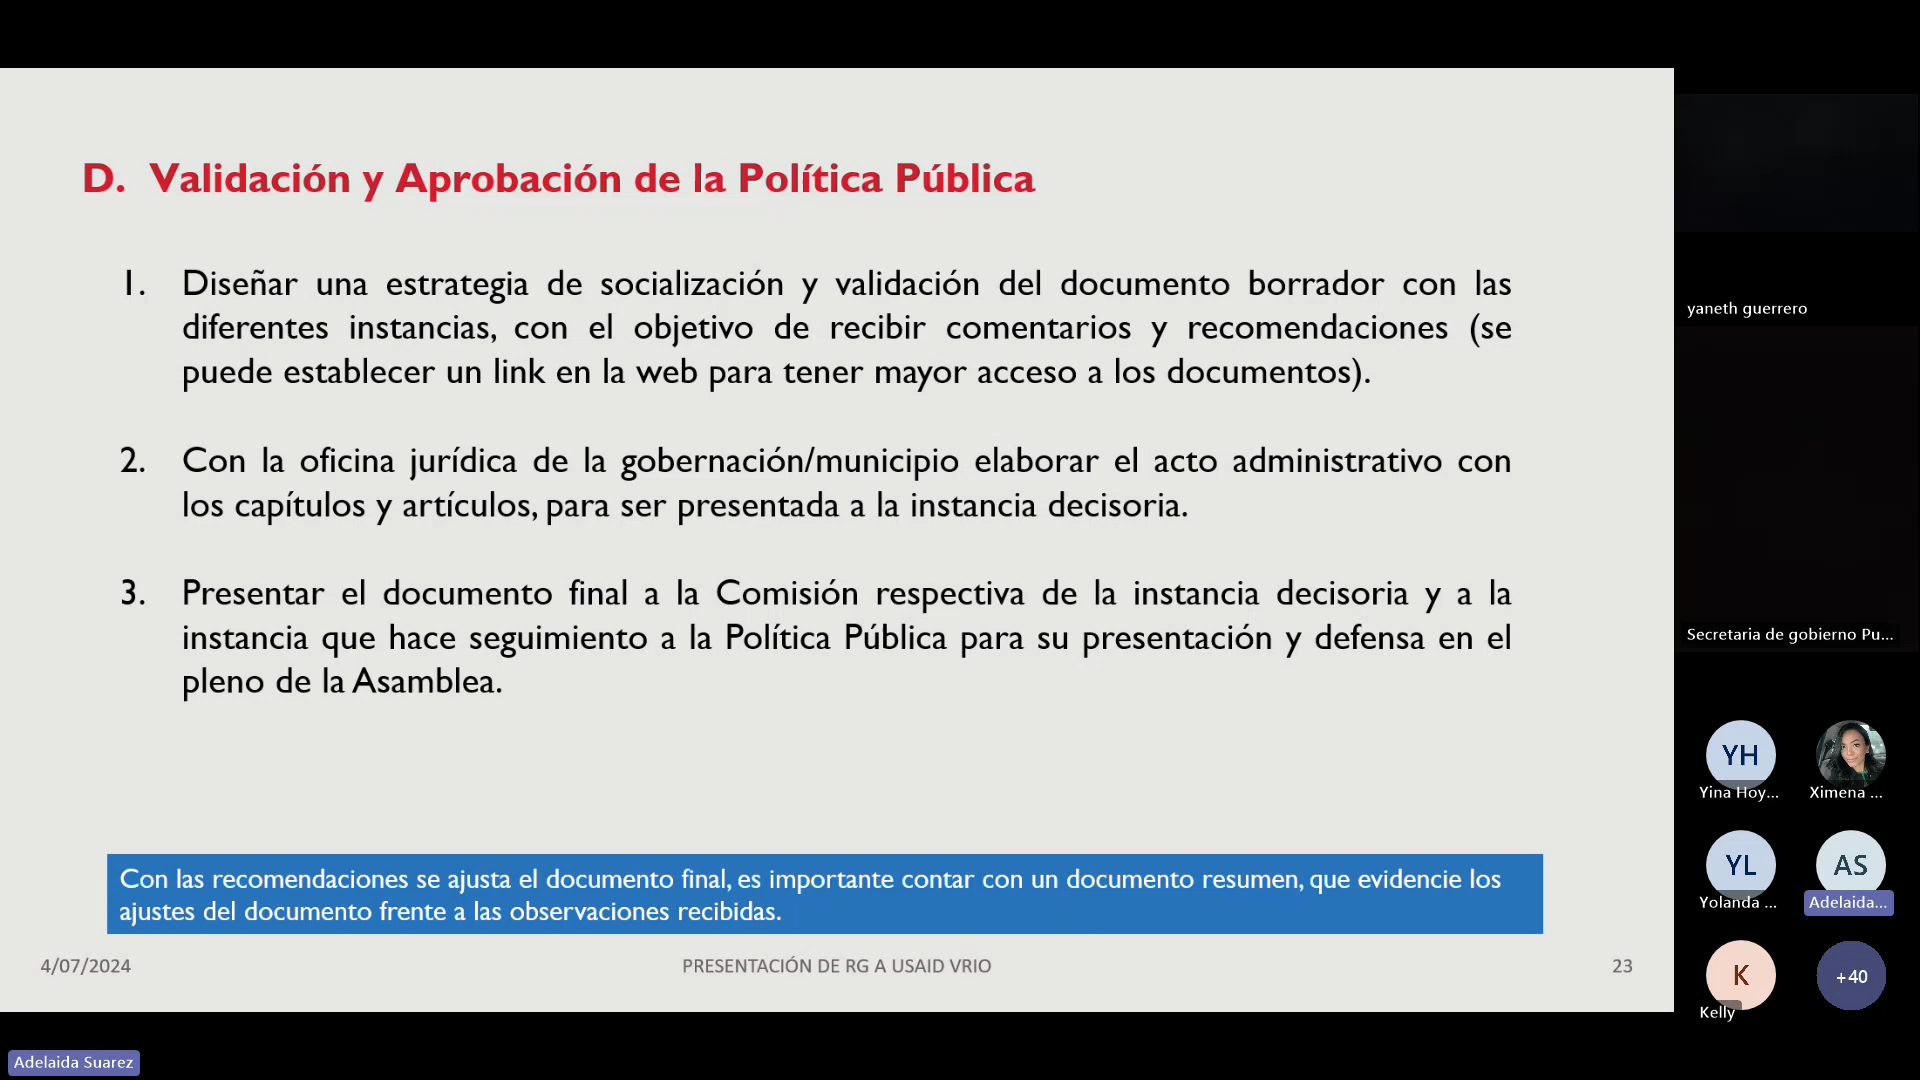 D. Validación y Aprobación de la Política Pública
1. Diseñar una estrategia de socialización y validación del documento borrador con las
diferentes instancias, con el objetivo de recibir comentarios y recomendaciones (se
puede establecer un link en la web para tener mayor acceso a los documentos).
2. Con la oficina jurídica de la gobernación/municipio elaborar el acto administrativo con
los capítulos y artículos, para ser presentada a la instancia decisoria.
3. Presentar el documento final a la Comisión respectiva de la instancia decisoria y a la
instancia que hace seguimiento a la Política Pública para su presentación y defensa en el
pleno de la Asamblea.
Con las recomendaciones se ajusta el documento final, es importante contar con un documento resumen, que evidencie los
ajustes del documento frente a las observaciones recibidas.
4/07/2024
PRESENTACIÓN DE RG A USAID VRIO
23
yaneth guerrero
Secretaria de gobierno Pu...
YH
Yina Hoy...
Ximena ...
YL
Yolanda ...
AS
Adelaida...
K
Kelly
+40
Adelaida Suarez